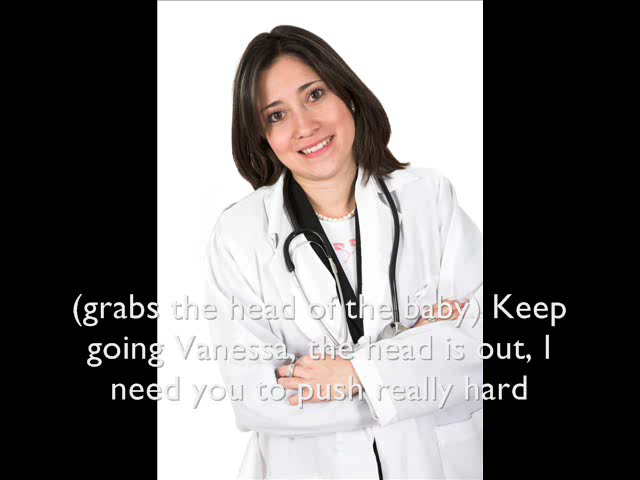 (grabs the head of the baby) Keep
going Vanessa, the head is out, I
need you to push really hard